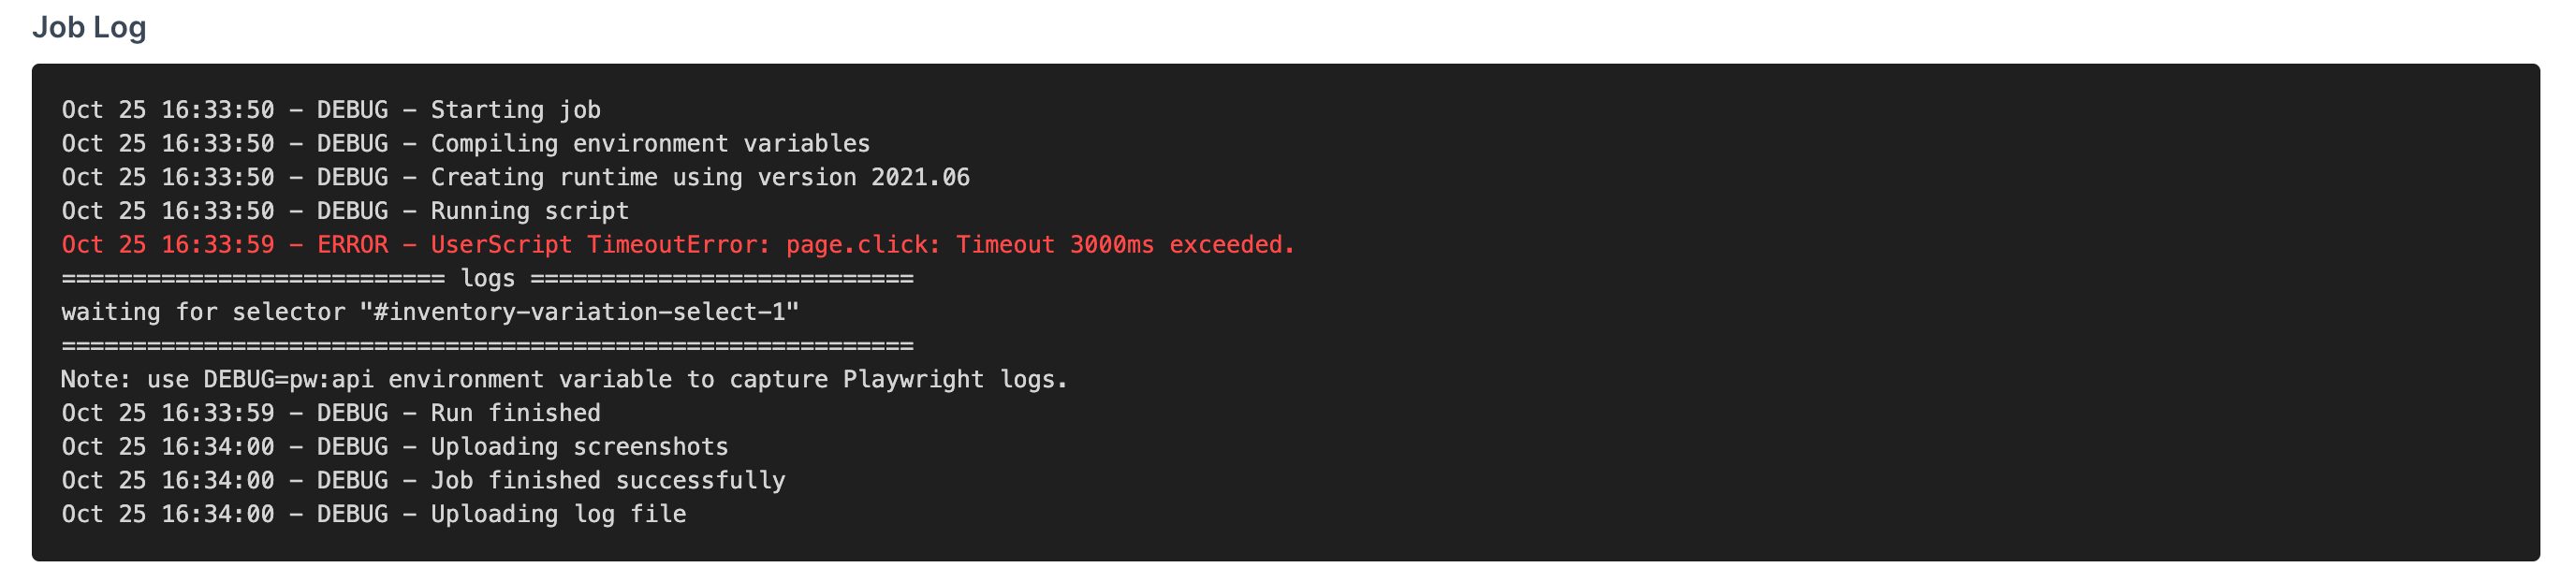 Job Log
Oct 25 16:33:50 – DEBUG – Starting job
Oct 25 16:33:50 – DEBUG – Compiling environment variables
Oct 25 16:33:50 – DEBUG – Creating runtime using version 2021.06
Oct 25 16:33:50 – DEBUG – Running script
Oct 25 16:33:59 – ERROR – UserScript TimeoutError: page.click: Timeout 3000ms exceeded.
=========================== logs ===========================
waiting for selector "#inventory-variation-select-1"
============================================================
Note: use DEBUG=pw:api environment variable to capture Playwright logs.
Oct 25 16:33:59 – DEBUG – Run finished
Oct 25 16:34:00 – DEBUG – Uploading screenshots
Oct 25 16:34:00 – DEBUG – Job finished successfully
Oct 25 16:34:00 – DEBUG – Uploading log file